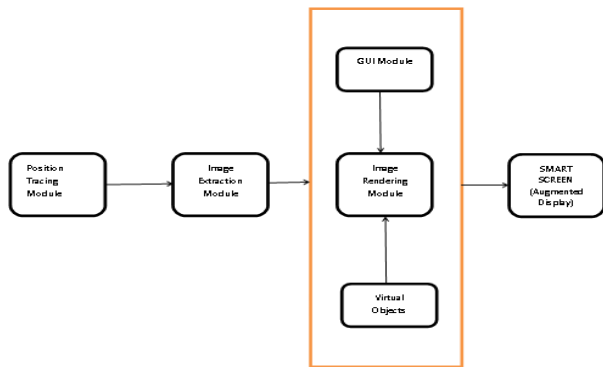 GUI Module
Position
Tracing
Module
Image
Extraction
Module
Image
Rendering
Module
SMART
SCREEN
(Augmented
Display)
Virtual
Objects